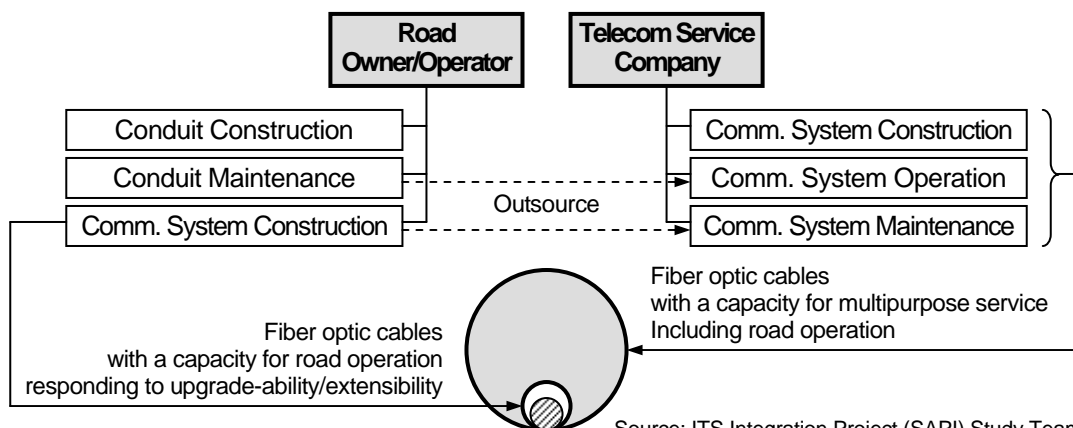 Road
Owner/Operator
Telecom Service
Company
Conduit Construction
Conduit Maintenance
Comm. System Construction
Comm. System Construction
Comm. System Operation
Comm. System Maintenance
Outsource
Fiber optic cables
with a capacity for multipurpose service
Including road operation
Fiber optic cables
with a capacity for road operation
responding to upgrade-ability/extensibility
Source: ITS Integration Project (SAPI) Study Team